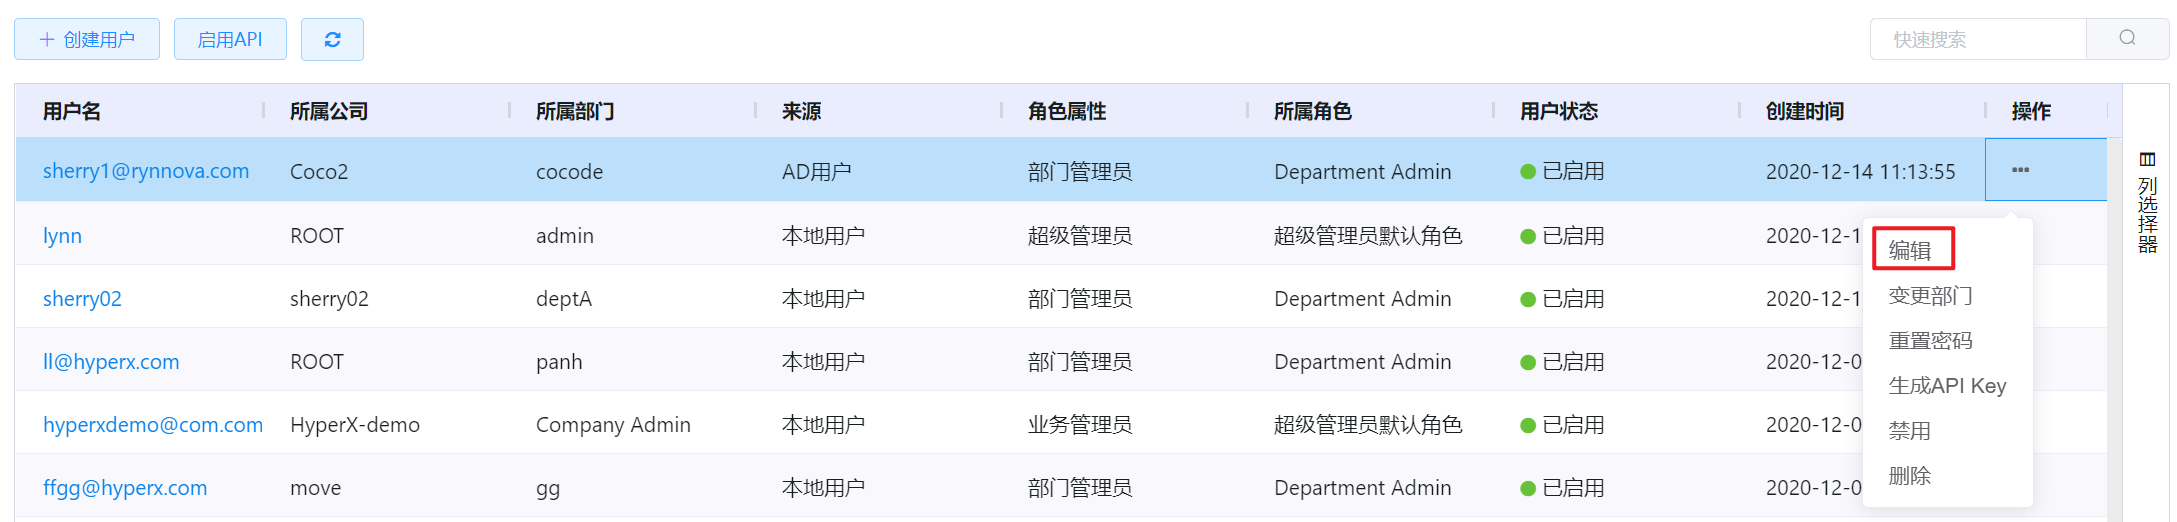 + 创建用户 启用API 快速搜索
用户名 所属公司 所属部门 来源 角色属性 所属角色 用户状态 创建时间 操作
sherry1@rynnova.com Coco2 cocode AD用户 部门管理员 Department Admin 已启用 2020-12-14 11:13:55 ···
lynn ROOT admin 本地用户 超级管理员 超级管理员默认角色 已启用 2020-12-1
sherry02 sherry02 deptA 本地用户 部门管理员 Department Admin 已启用 2020-12-1
ll@hyperx.com ROOT panh 本地用户 部门管理员 Department Admin 已启用 2020-12-0
hyperxdemo@com.com HyperX-demo Company Admin 本地用户 业务管理员 超级管理员默认角色 已启用 2020-12-0
ffgg@hyperx.com move gg 本地用户 部门管理员 Department Admin 已启用 2020-12-0
编辑
变更部门
重置密码
生成API Key
禁用
删除
列选择器